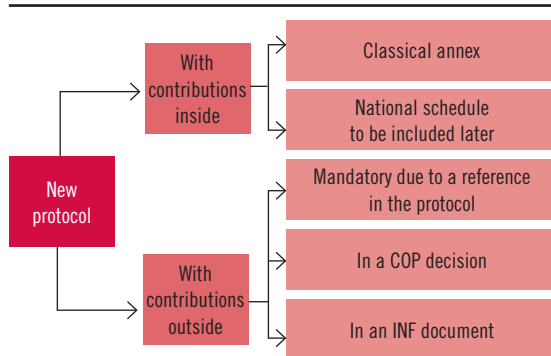 New
protocol
With
contributions
inside
Classical annex
National schedule
to be included later
With
contributions
outside
Mandatory due to a reference
in the protocol
In a COP decision
In an INF document